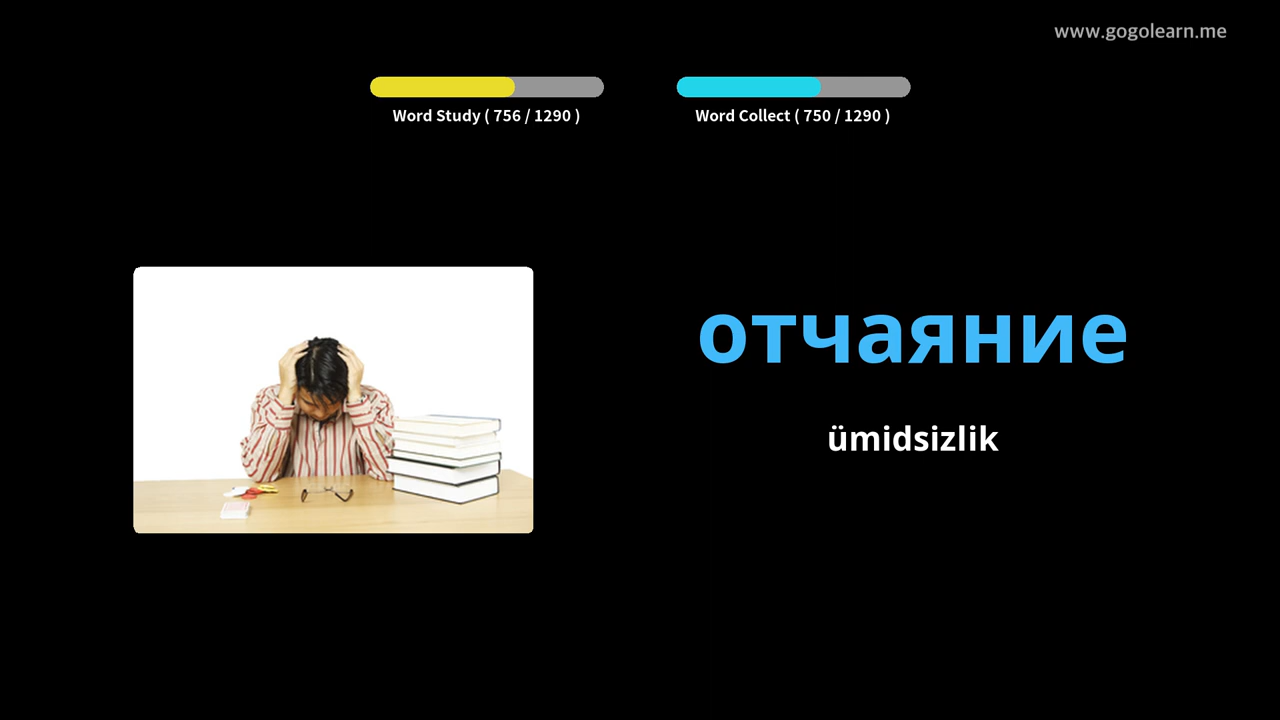 www.gogolearn.me
Word Study ( 756 / 1290 )
Word Collect ( 750 / 1290 )
отчаяние
ümidsizlik